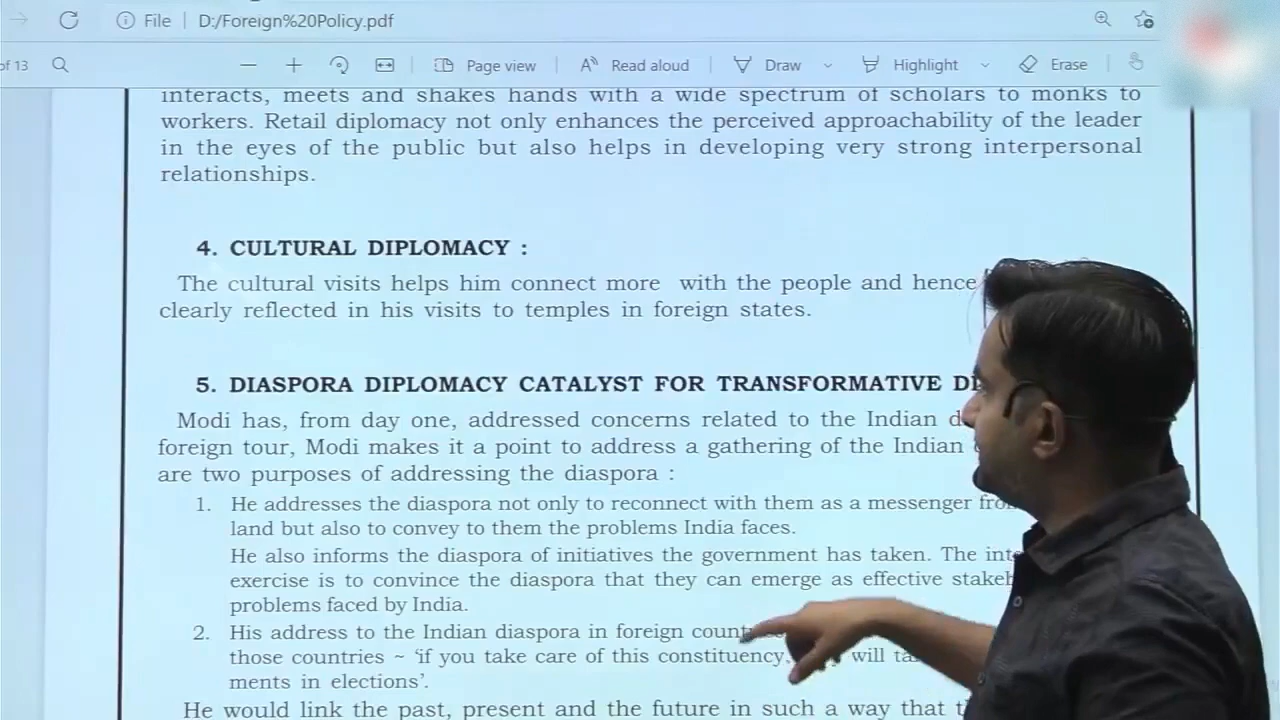 File D:/Foreign%20Policy.pdf
of 13 Page view Read aloud Draw Highlight Erase
interacts, meets and shakes hands with a wide spectrum of scholars to monks to
workers. Retail diplomacy not only enhances the perceived approachability of the leader
in the eyes of the public but also helps in developing very strong interpersonal
relationships.
4. CULTURAL DIPLOMACY :
The cultural visits helps him connect more with the people and hence
clearly reflected in his visits to temples in foreign states.
5. DIASPORA DIPLOMACY CATALYST FOR TRANSFORMATIVE
Modi has, from day one, addressed concerns related to the Indian
foreign tour, Modi makes it a point to address a gathering of the Indian
are two purposes of addressing the diaspora :
1. He addresses the diaspora not only to reconnect with them as a messenger
land but also to convey to them the problems India faces.
He also informs the diaspora of initiatives the government has taken. The
exercise is to convince the diaspora that they can emerge as effective
problems faced by India.
2. His address to the Indian diaspora in foreign
those countries ~ 'if you take care of this constituency. will
ments in elections'.
He would link the past, present and the future in such a way that